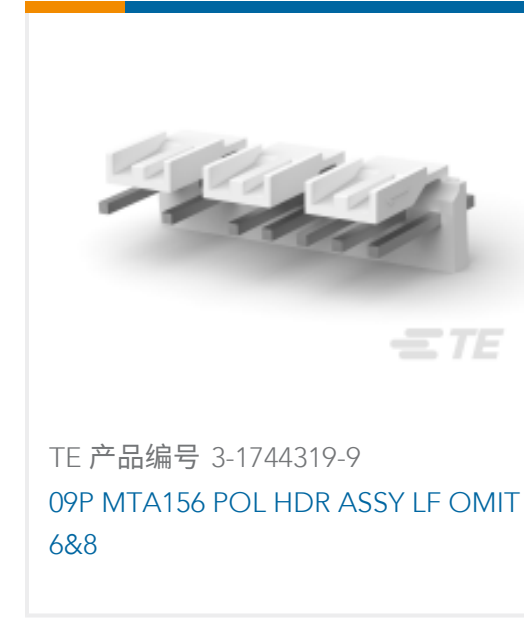 TE
TE 产品编号 3-1744319-9
09P MTA156 POL HDR ASSY LF OMIT
6&8